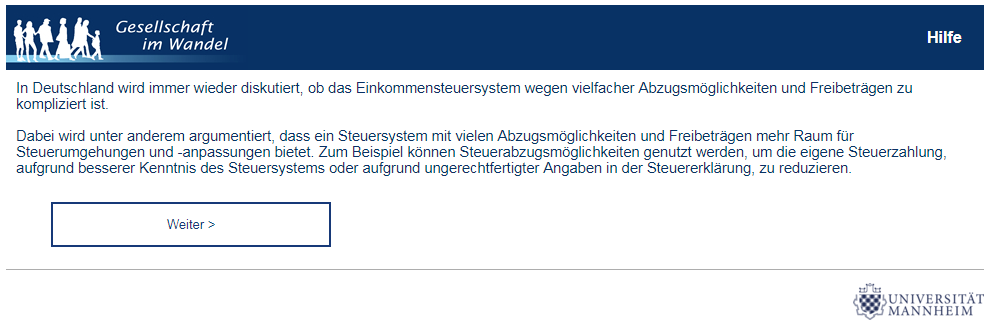 Gesellschaft
im Wandel
Hilfe
In Deutschland wird immer wieder diskutiert, ob das Einkommensteuersystem wegen vielfacher Abzugsmöglichkeiten und Freibeträgen zu
kompliziert ist.
Dabei wird unter anderem argumentiert, dass ein Steuersystem mit vielen Abzugsmöglichkeiten und Freibeträgen mehr Raum für
Steuerumgehungen und -anpassungen bietet. Zum Beispiel können Steuerabzugsmöglichkeiten genutzt werden, um die eigene Steuerzahlung,
aufgrund besserer Kenntnis des Steuersystems oder aufgrund ungerechtfertigter Angaben in der Steuererklärung, zu reduzieren.
Weiter >
UNIVERSITÄT
MANNHEIM